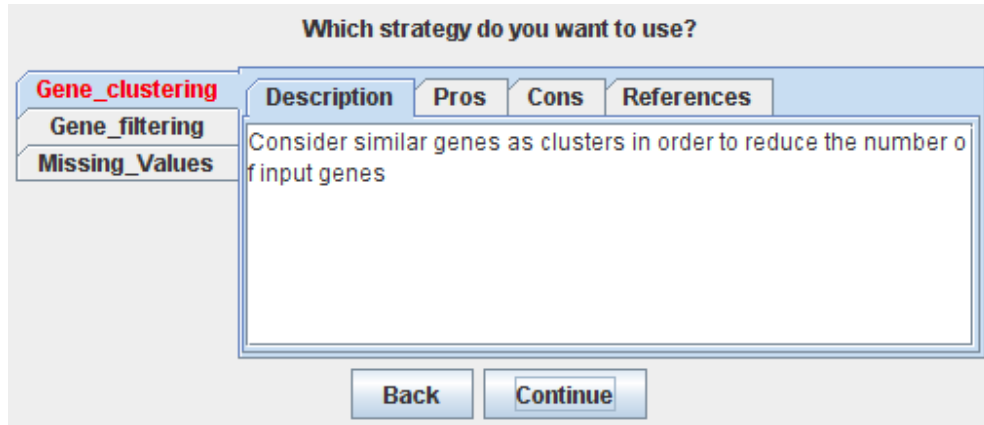 Which strategy do you want to use?
Gene_clustering
Gene_filtering
Missing_Values
Description Pros Cons References
Consider similar genes as clusters in order to reduce the number o
f input genes
Back Continue